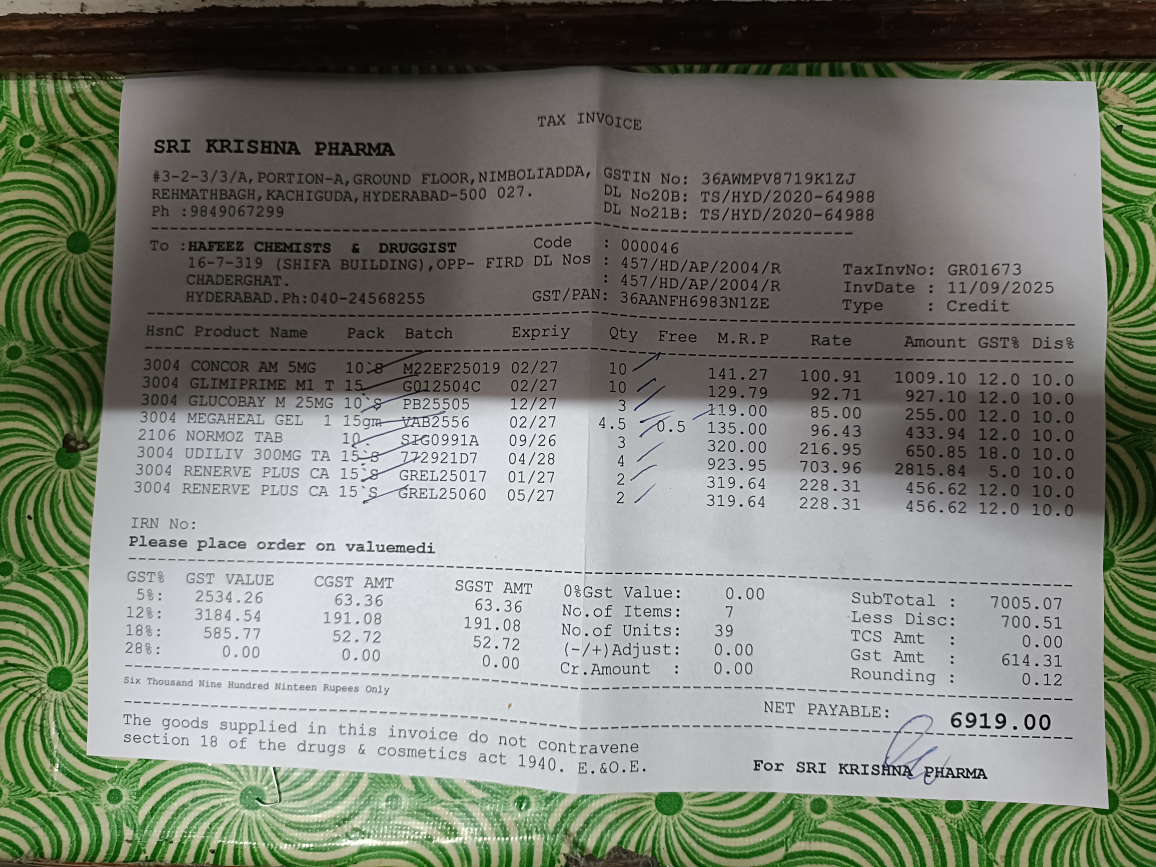 TAX INVOICE
SRI KRISHNA PHARMA
#3-2-3/3/A, PORTION-A, GROUND FLOOR, NIMBOLIADDA, GSTIN No: 36AWMPV8719K1ZJ
REHMATHBAGH, KACHIGUDA, HYDERABAD-500 027. DL No20B: TS/HYD/2020-64988
Ph :9849067299 DL No21B: TS/HYD/2020-64988
To :HAFEEZ CHEMISTS & DRUGGIST Code : 000046
16-7-319 (SHIFA BUILDING),OPP- FIRD DL Nos : 457/HD/AP/2004/R TaxInvNo: GR01673
CHADERGHAT. : 457/HD/AP/2004/R InvDate : 11/09/2025
HYDERABAD.Ph:040-24568255 GST/PAN: 36AANFH6983N1ZE Type : Credit
HsnC Product Name Pack Batch Expriy Qty Free M.R.P Rate Amount GST% Dis%
3004 CONCOR AM 5MG 10`S M22EF25019 02/27 10 141.27 100.91 1009.10 12.0 10.0
3004 GLIMIPRIME M1 T 15 G012504C 02/27 10 129.79 92.71 927.10 12.0 10.0
3004 GLUCOBAY M 25MG 10`S PB25505 12/27 3 119.00 85.00 255.00 12.0 10.0
3004 MEGAHEAL GEL 1 15gm VAB2556 02/27 4.5 0.5 135.00 96.43 433.94 12.0 10.0
2106 NORMOZ TAB 10 SIG0991A 09/26 3 320.00 216.95 650.85 18.0 10.0
3004 UDILIV 300MG TA 15`S 772921D7 04/28 4 923.95 703.96 2815.84 5.0 10.0
3004 RENERVE PLUS CA 15`S GREL25017 01/27 2 319.64 228.31 456.62 12.0 10.0
3004 RENERVE PLUS CA 15`S GREL25060 05/27 2 319.64 228.31 456.62 12.0 10.0
IRN No:
Please place order on valuemedi
GST% GST VALUE CGST AMT SGST AMT 0%Gst Value: 0.00 SubTotal : 7005.07
5%: 2534.26 63.36 63.36 No.of Items: 7 Less Disc: 700.51
12%: 3184.54 191.08 191.08 No.of Units: 39 TCS Amt : 0.00
18%: 585.77 52.72 52.72 (-/+)Adjust: 0.00 Gst Amt : 614.31
28%: 0.00 0.00 0.00 Cr.Amount : 0.00 Rounding : 0.12
Six Thousand Nine Hundred Ninteen Rupees Only
NET PAYABLE: 6919.00
The goods supplied in this invoice do not contravene
section 18 of the drugs & cosmetics act 1940. E.&O.E.
For SRI KRISHNA PHARMA